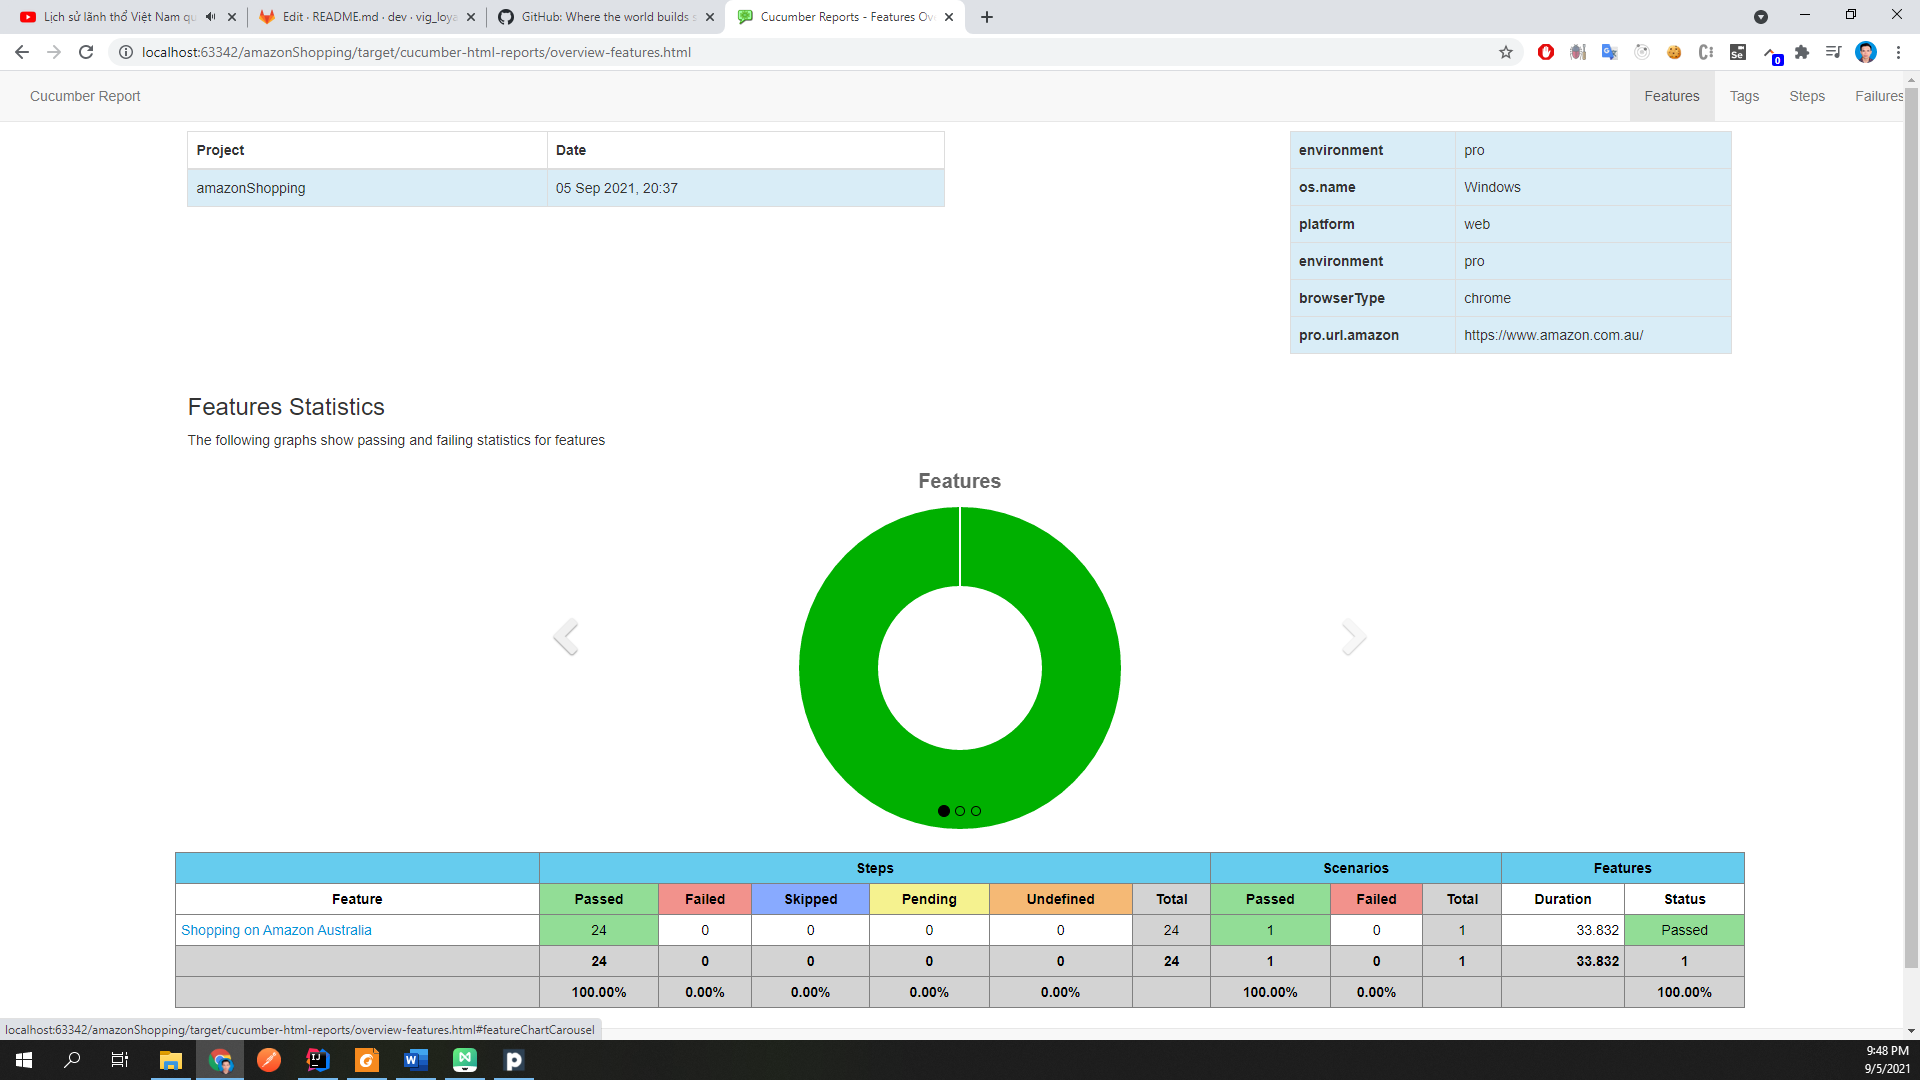 Lịch sử lãnh thổ Việt Nam qu
Edit · README.md · dev · vig_loya
GitHub: Where the world builds s
Cucumber Reports - Features Ov
localhost:63342/amazonShopping/target/cucumber-html-reports/overview-features.html
Se
0
Cucumber Report
Features
Tags
Steps
Failures
Project Date
amazonShopping 05 Sep 2021, 20:37
environment pro
os.name Windows
platform web
environment pro
browserType chrome
pro.url.amazon https://www.amazon.com.au/
Features Statistics
The following graphs show passing and failing statistics for features
Features
Steps Scenarios Features
Feature Passed Failed Skipped Pending Undefined Total Passed Failed Total Duration Status
Shopping on Amazon Australia 24 0 0 0 0 24 1 0 1 33.832 Passed
24 0 0 0 0 24 1 0 1 33.832 1
100.00% 0.00% 0.00% 0.00% 0.00% 100.00% 0.00% 100.00%
localhost:63342/amazonShopping/target/cucumber-html-reports/overview-features.html#featureChartCarousel
9:48 PM
9/5/2021